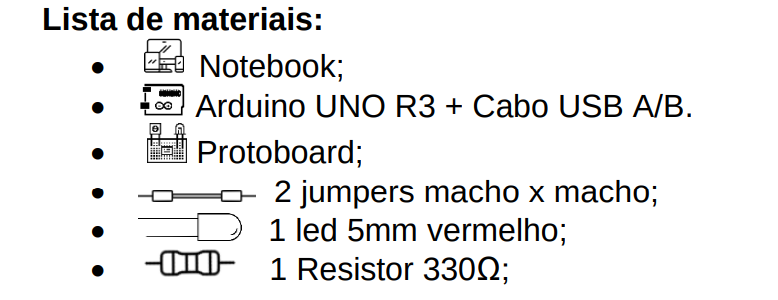 Lista de materiais:
• Notebook;
• Arduino UNO R3 + Cabo USB A/B.
• Protoboard;
• 2 jumpers macho x macho;
• 1 led 5mm vermelho;
• 1 Resistor 330Ω;